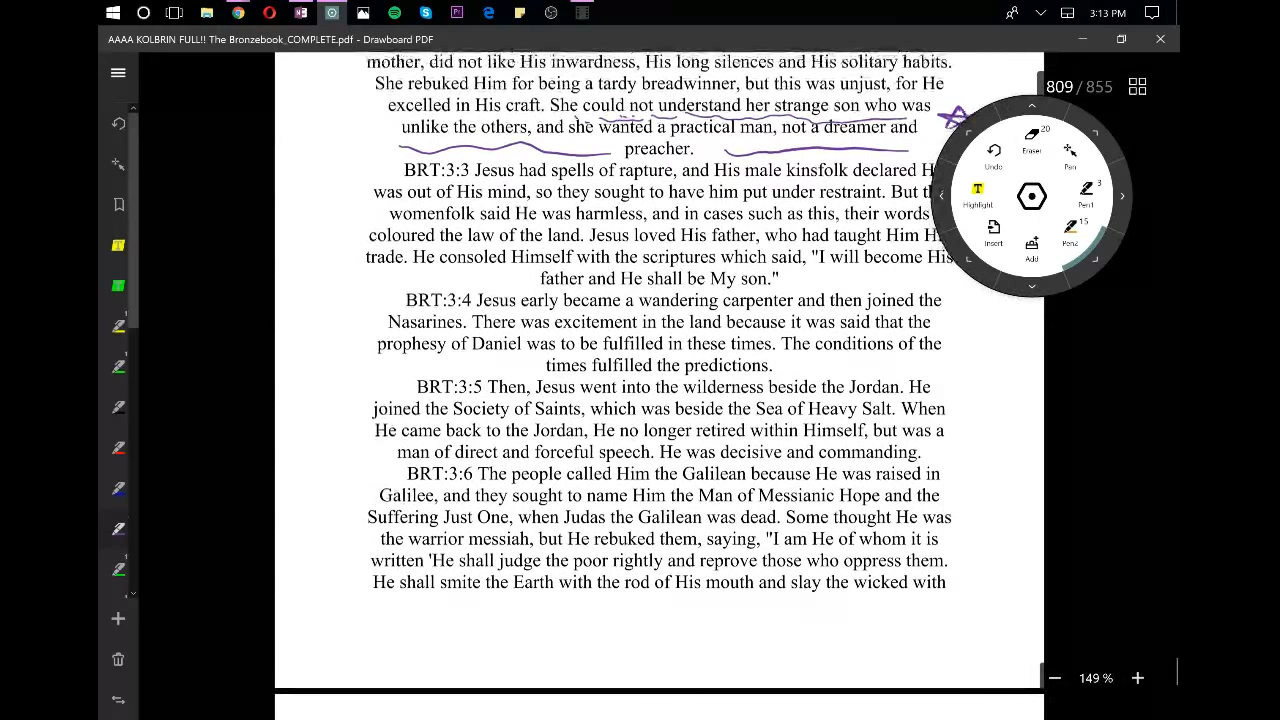 3:13 PM
AAAA KOLBRIN FULL!! The Bronzebook_COMPLETE.pdf - Drawboard PDF
mother, did not like His inwardness, His long silences and His solitary habits.
She rebuked Him for being a tardy breadwinner, but this was unjust, for He
excelled in His craft. She could not understand her strange son who was
unlike the others, and she wanted a practical man, not a dreamer and
preacher.
BRT:3:3 Jesus had spells of rapture, and His male kinsfolk declared H
was out of His mind, so they sought to have him put under restraint. But th
womenfolk said He was harmless, and in cases such as this, their words
coloured the law of the land. Jesus loved His father, who had taught Him H
trade. He consoled Himself with the scriptures which said, "I will become His
father and He shall be My son."
BRT:3:4 Jesus early became a wandering carpenter and then joined the
Nasarines. There was excitement in the land because it was said that the
prophesy of Daniel was to be fulfilled in these times. The conditions of the
times fulfilled the predictions.
BRT:3:5 Then, Jesus went into the wilderness beside the Jordan. He
joined the Society of Saints, which was beside the Sea of Heavy Salt. When
He came back to the Jordan, He no longer retired within Himself, but was a
man of direct and forceful speech. He was decisive and commanding.
BRT:3:6 The people called Him the Galilean because He was raised in
Galilee, and they sought to name Him the Man of Messianic Hope and the
Suffering Just One, when Judas the Galilean was dead. Some thought He was
the warrior messiah, but He rebuked them, saying, "I am He of whom it is
written 'He shall judge the poor rightly and reprove those who oppress them.
He shall smite the Earth with the rod of His mouth and slay the wicked with
809 / 855
20
Eraser
Undo
Pan
T
Highlight
3
Pen1
Insert
15
Pen2
Add
149 %